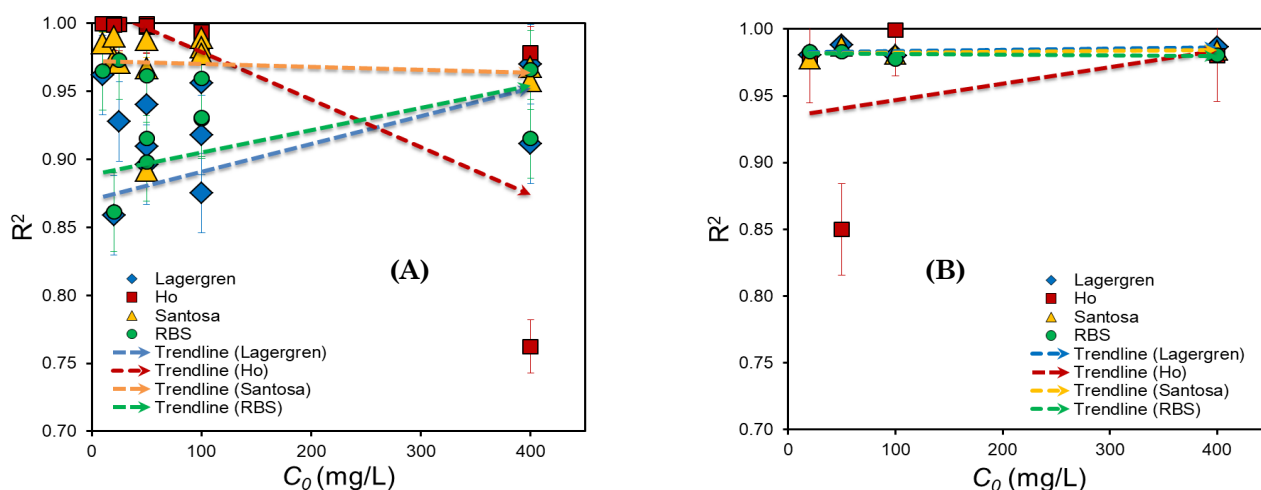 1.00
0.95
0.90
0.85
0.80
0.75
0.70
R²
(A)
Lagergren
Ho
Santosa
RBS
Trendline (Lagergren)
Trendline (Ho)
Trendline (Santosa)
Trendline (RBS)
0 100 200 300 400
C₀ (mg/L)
1.00
0.95
0.90
0.85
0.80
0.75
0.70
R²
(B)
Lagergren
Ho
Santosa
RBS
Trendline (Lagergren)
Trendline (Ho)
Trendline (Santosa)
Trendline (RBS)
0 100 200 300 400
C₀ (mg/L)